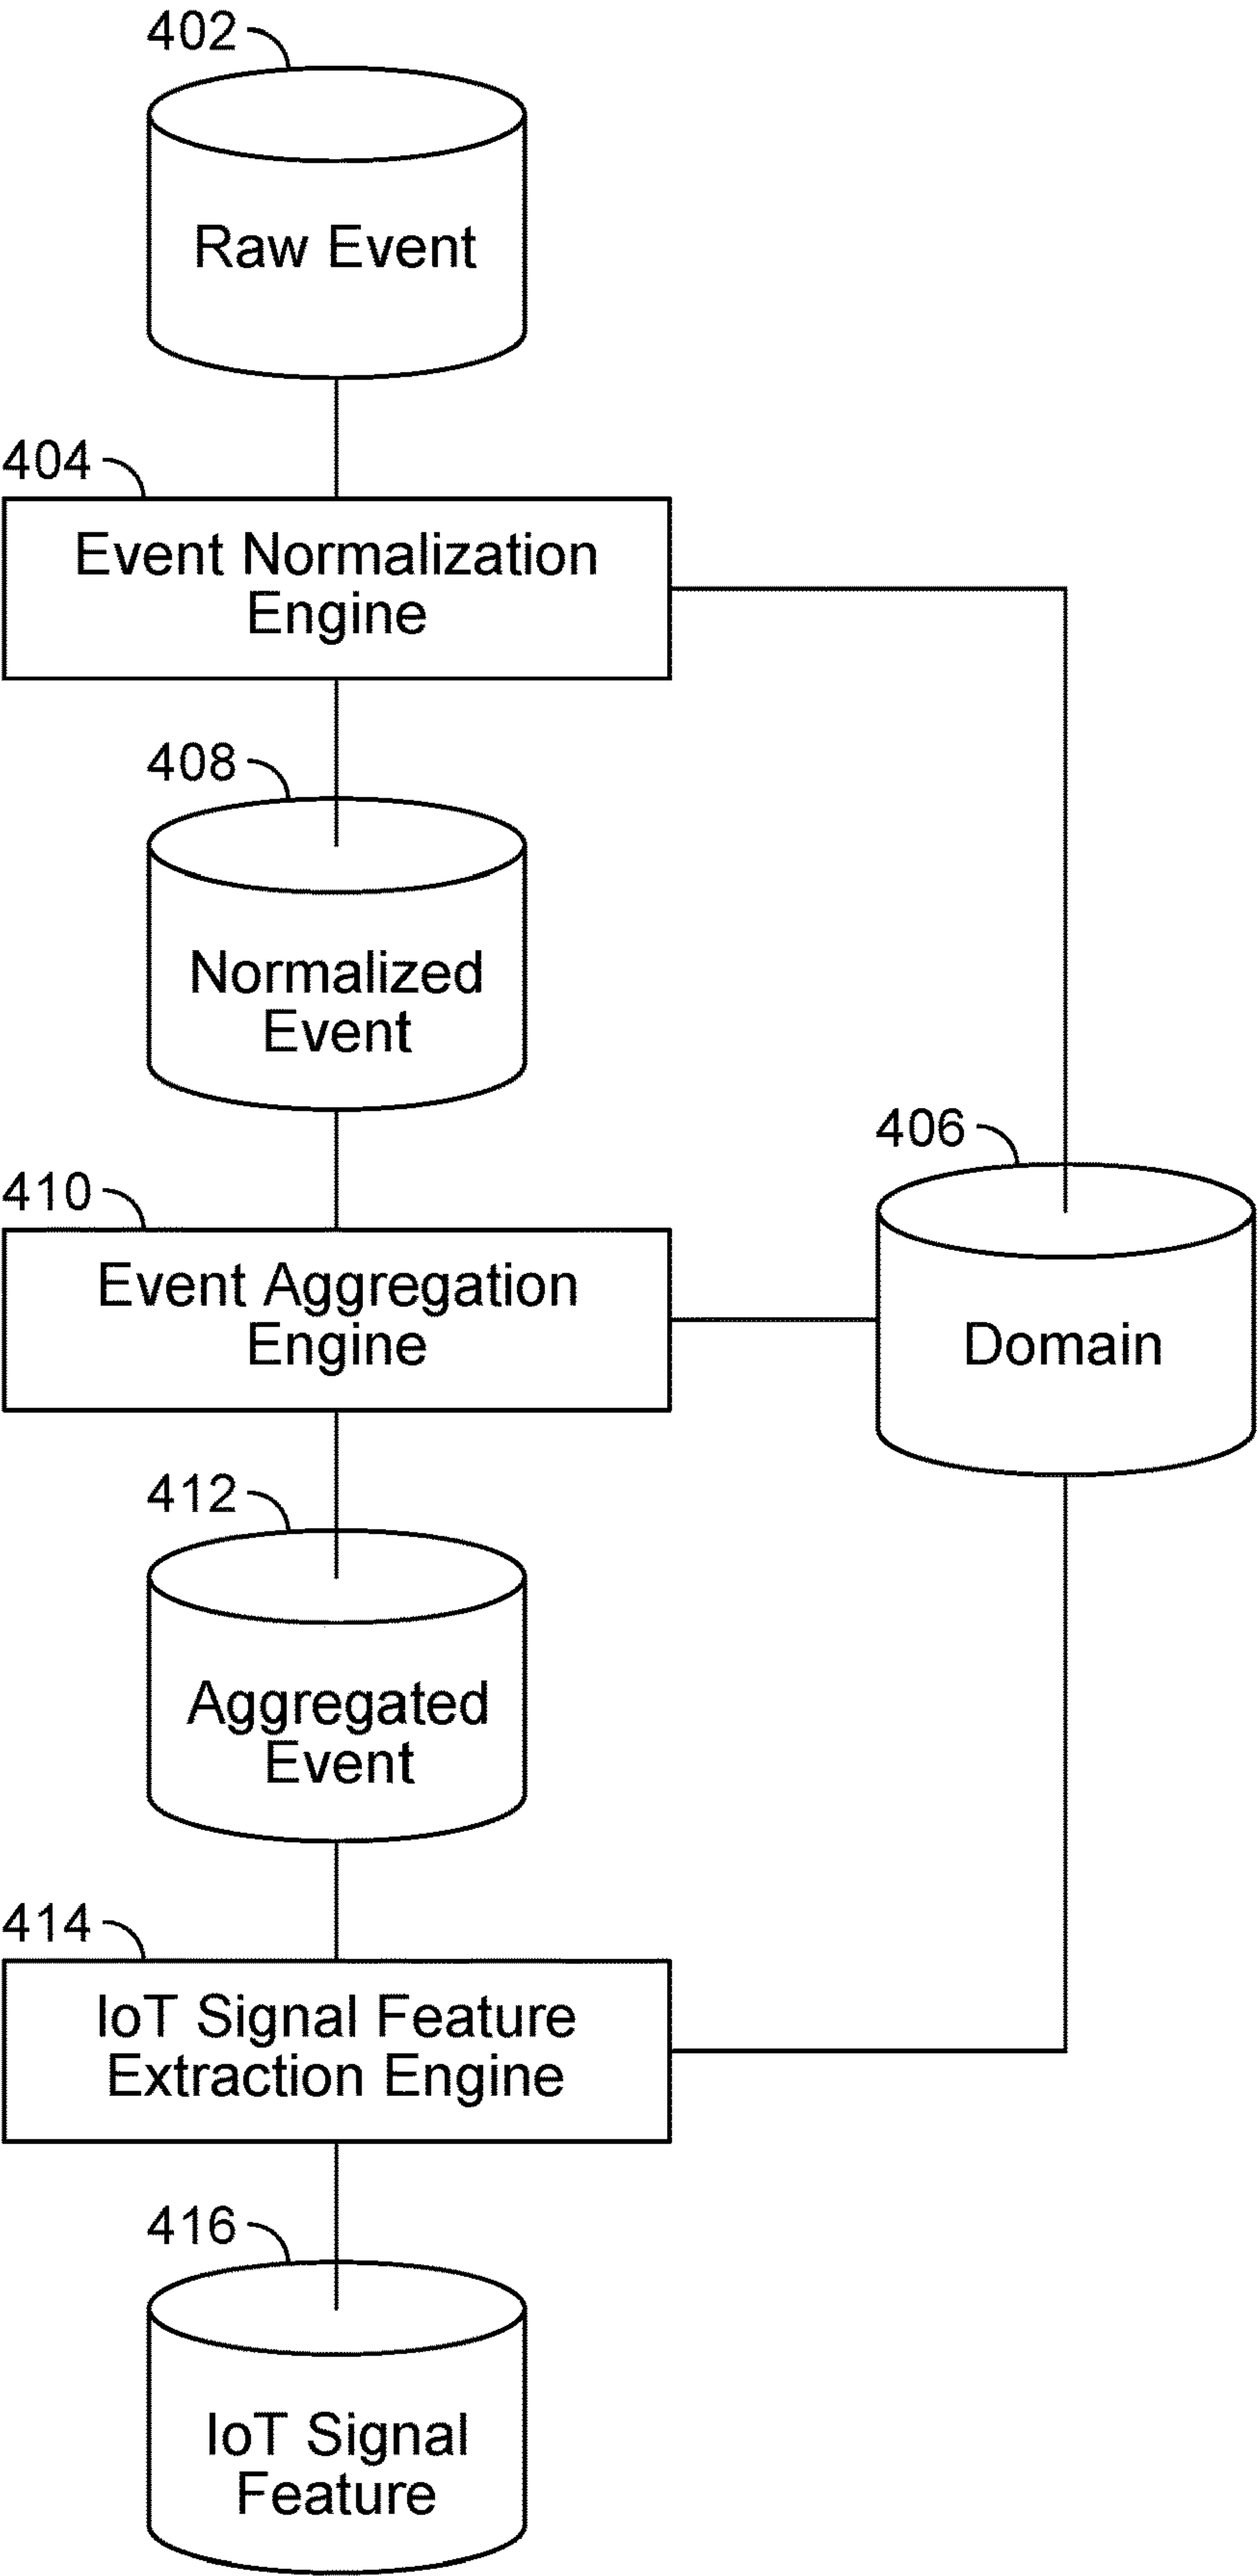 402
Raw Event
404
Event Normalization
Engine
408
Normalized
Event
406
Domain
410
Event Aggregation
Engine
412
Aggregated
Event
414
IoT Signal Feature
Extraction Engine
416
IoT Signal
Feature